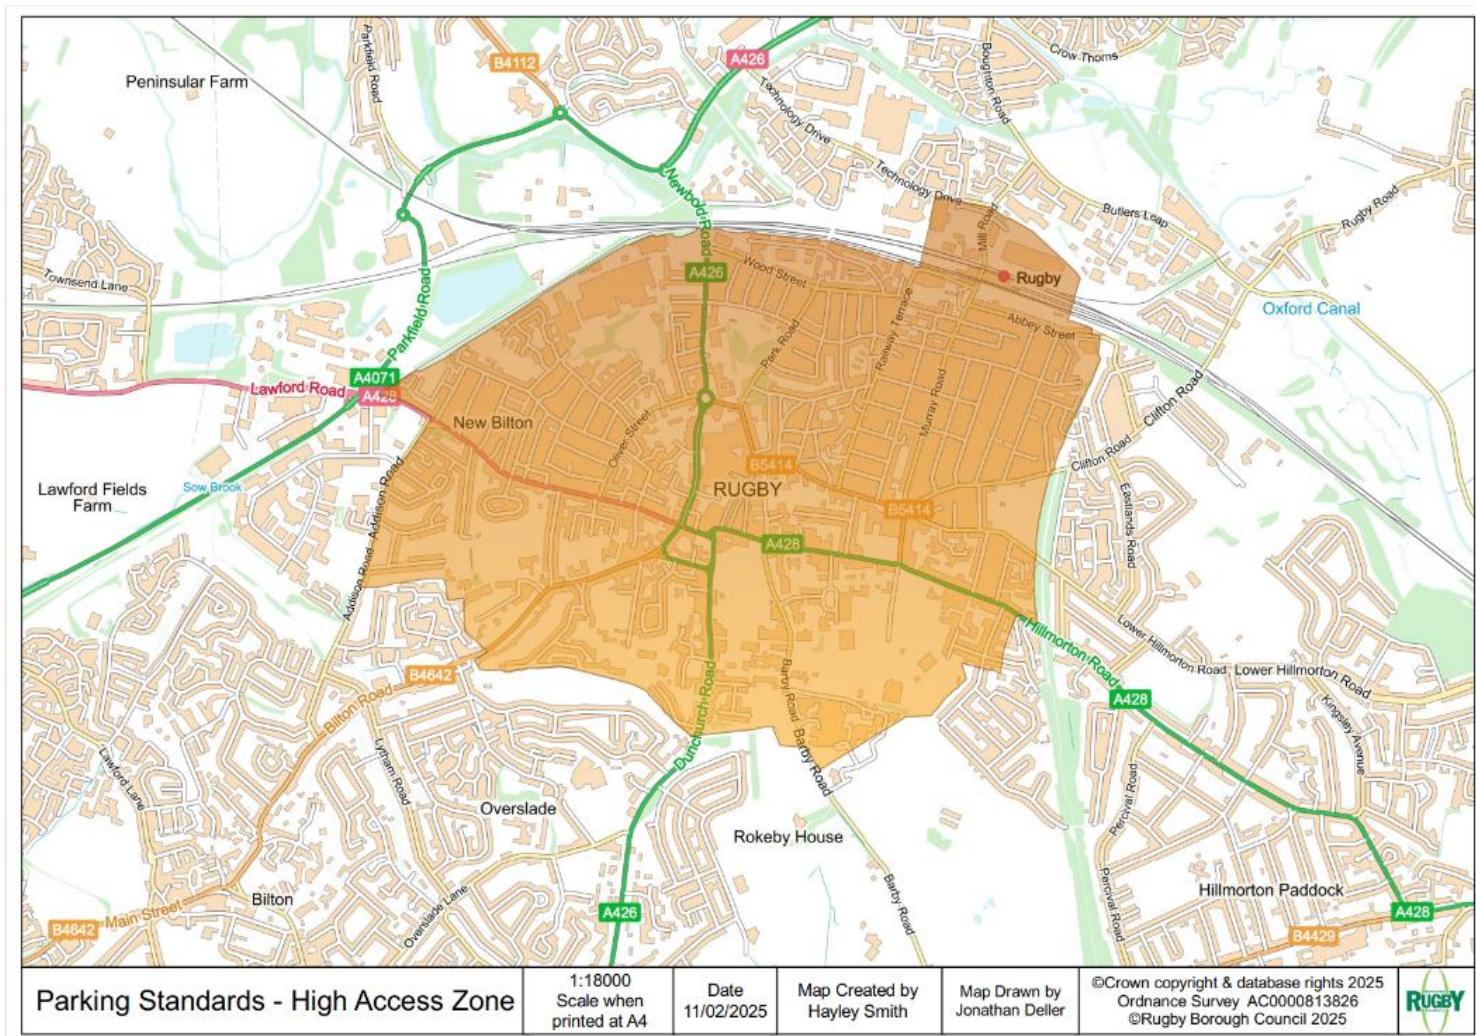 Peninsular Farm
Parkfield Road
B4112
A426
Boughton Road
Crow Thorns
Technology Drive
Technology Drive
Newbold Road
Mill Road
Butlers Leap
Rugby Road
Townsend Lane
Parkfield Road
A426
Wood Street
Rugby
Oxford Canal
Abbey Street
Park Road
Railway Terrace
Murray Road
A4071
Lawford Road
A428
New Bilton
Oliver Street
Clifton Road
Clifton Road
B5414
RUGBY
B5414
Lawford Fields
Farm
Sow Brook
Addison Road
Addison Road
Eastlands Road
A428
Hillmorton Road
Lower Hillmorton Road
Lower Hillmorton Road
B4642
Bilton Road
Dunchurch Road
Barby Road
Barby Road
A428
Kingsley Avenue
Lawford Lane
Lytham Road
Overslade
Rokeby House
Percival Road
Percival Road
Barby Road
Bilton
Overslade Lane
Main Street
B4642
A426
Hillmorton Paddock
A428
B4429
Parking Standards - High Access Zone
1:18000
Scale when
printed at A4
Date
11/02/2025
Map Created by
Hayley Smith
Map Drawn by
Jonathan Deller
©Crown copyright & database rights 2025
Ordnance Survey AC0000813826
©Rugby Borough Council 2025
RUGBY